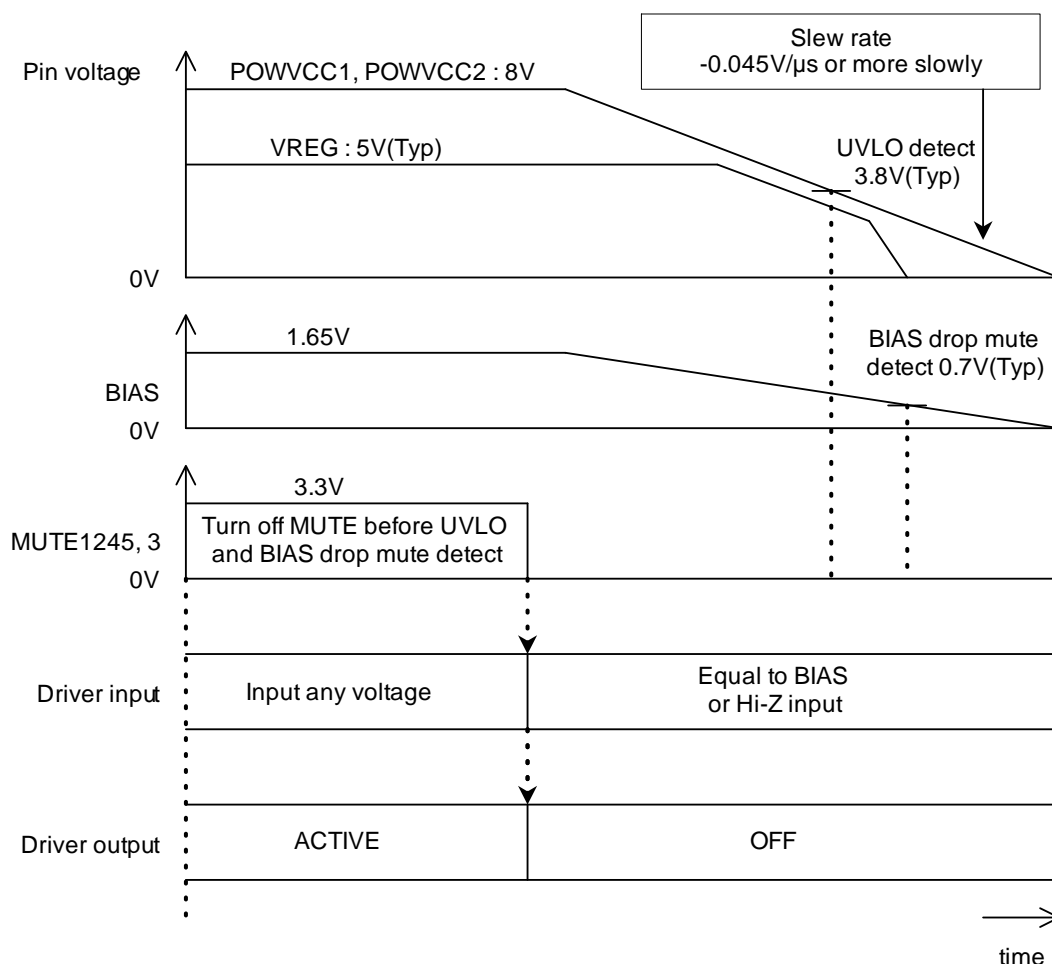 Slew rate
-0.045V/µs or more slowly
Pin voltage
POWVCC1, POWVCC2 : 8V
VREG : 5V(Typ)
UVLO detect
3.8V(Typ)
0V
1.65V
BIAS drop mute
detect 0.7V(Typ)
BIAS
0V
3.3V
Turn off MUTE before UVLO
and BIAS drop mute detect
MUTE1245, 3
0V
Driver input
Input any voltage
Equal to BIAS
or Hi-Z input
Driver output
ACTIVE
OFF
time